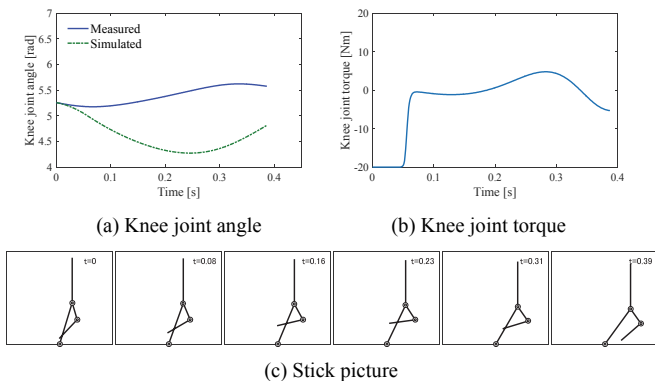 7
6.5
6
5.5
5
4.5
4
0
0.1
0.2
0.3
0.4
Knee joint angle [rad]
Time [s]
Measured
Simulated
20
10
0
-10
-20
0
0.1
0.2
0.3
0.4
Knee joint torque [Nm]
Time [s]
(a) Knee joint angle
(b) Knee joint torque
t=0
t=0.08
t=0.16
t=0.23
t=0.31
t=0.39
(c) Stick picture